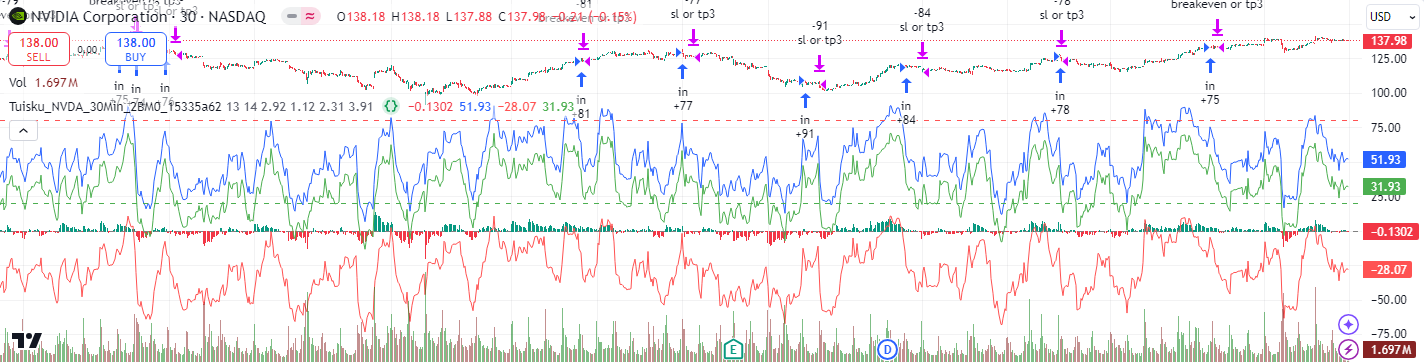 NVIDIA Corporation · 30 · NASDAQ
O138.18 H138.18 L137.88 C137.98 −0.21 (−0.15%)
USD
breakeven or tp3
-81
-77
sl or tp3
-91
sl or tp3
-84
sl or tp3
-78
sl or tp3
breakeven or tp3
138.00
SELL
0.00
138.00
BUY
Vol 1.697M
in
+81
in
+77
in
+91
in
+84
in
+78
in
+75
Tuisku_NVDA_30Min_ZBM0_15335a62 13 14 2.92 1.12 2.31 3.91 −0.1302 51.93 −28.07 31.93
137.98
125.00
100.00
75.00
51.93
31.93
25.00
−0.1302
−28.07
−50.00
−75.00
1.697M
E
D